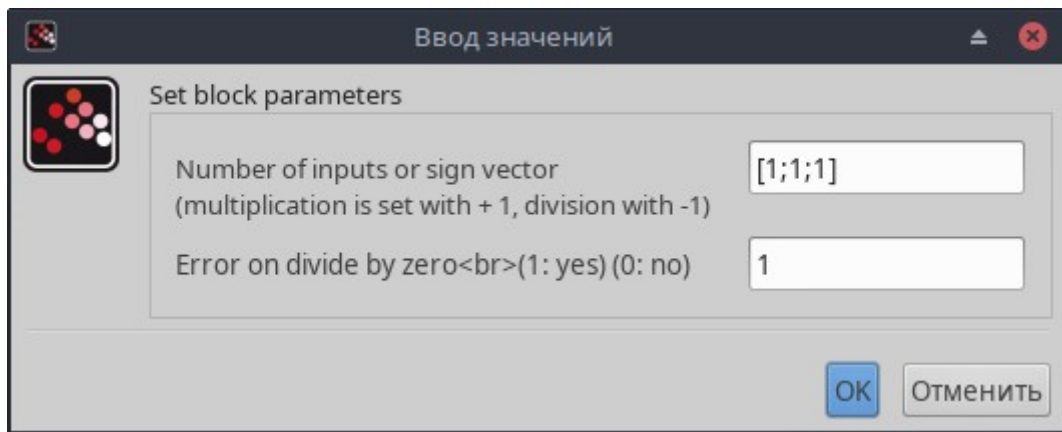 Ввод значений
Set block parameters
Number of inputs or sign vector
(multiplication is set with + 1, division with -1)
[1;1;1]
Error on divide by zero<br>(1: yes) (0: no)
1
OK
Отменить